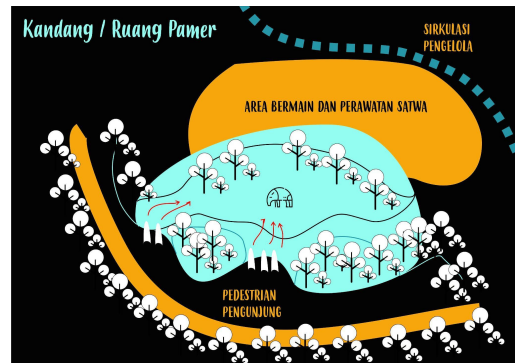 Kandang / Ruang Pamer
SIRKULASI
PENGELOLA
AREA BERMAIN DAN PERAWATAN SATWA
PEDESTRIAN
PENGUNJUNG